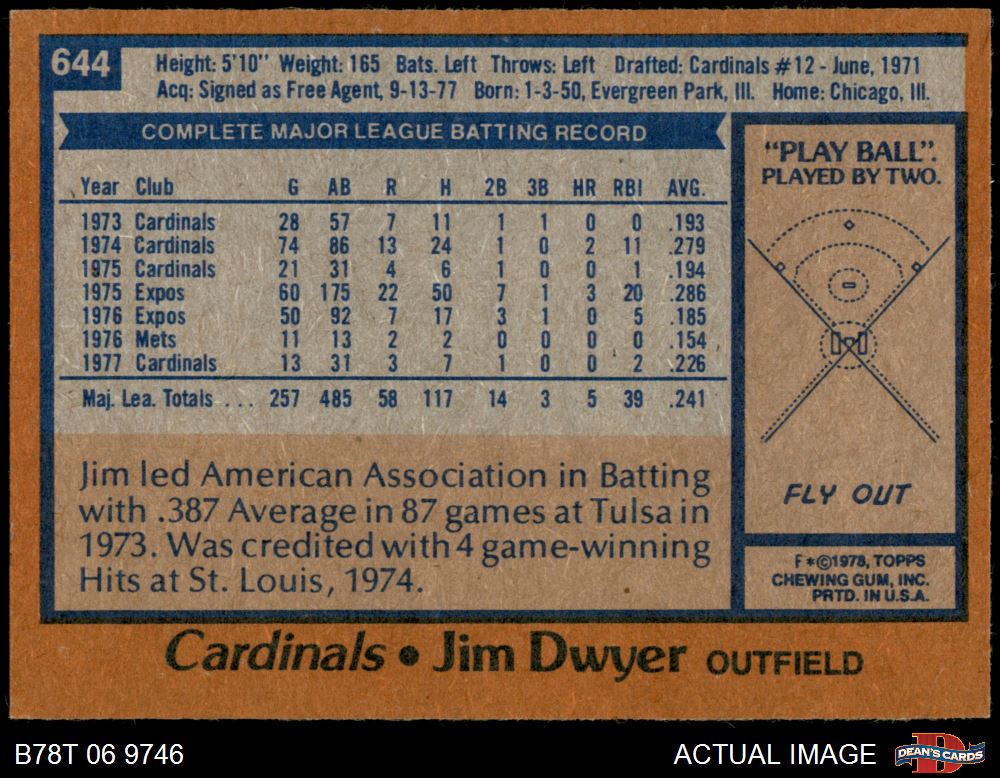 644
Height: 5'10" Weight: 165 Bats. Left Throws: Left Drafted: Cardinals #12 - June, 1971
Acq: Signed as Free Agent, 9-13-77 Born: 1-3-50, Evergreen Park, Ill. Home: Chicago, Ill.
COMPLETE MAJOR LEAGUE BATTING RECORD
Year Club G AB R H 2B 3B HR RBI AVG.
1973 Cardinals 28 57 7 11 1 1 0 0 .193
1974 Cardinals 74 86 13 24 1 0 2 11 .279
1975 Cardinals 21 31 4 6 1 0 0 1 .194
1975 Expos 60 175 22 50 7 1 3 20 .286
1976 Expos 50 92 7 17 3 1 0 5 .185
1976 Mets 11 13 2 2 0 0 0 0 .154
1977 Cardinals 13 31 3 7 1 0 0 2 .226
Maj. Lea. Totals . . . 257 485 58 117 14 3 5 39 .241
Jim led American Association in Batting
with .387 Average in 87 games at Tulsa in
1973. Was credited with 4 game-winning
Hits at St. Louis, 1974.
"PLAY BALL".
PLAYED BY TWO.
FLY OUT
F*©1978, TOPPS
CHEWING GUM, INC.
PRTD. IN U.S.A.
Cardinals • Jim Dwyer OUTFIELD
B78T 06 9746
ACTUAL IMAGE
DEAN'S CARDS